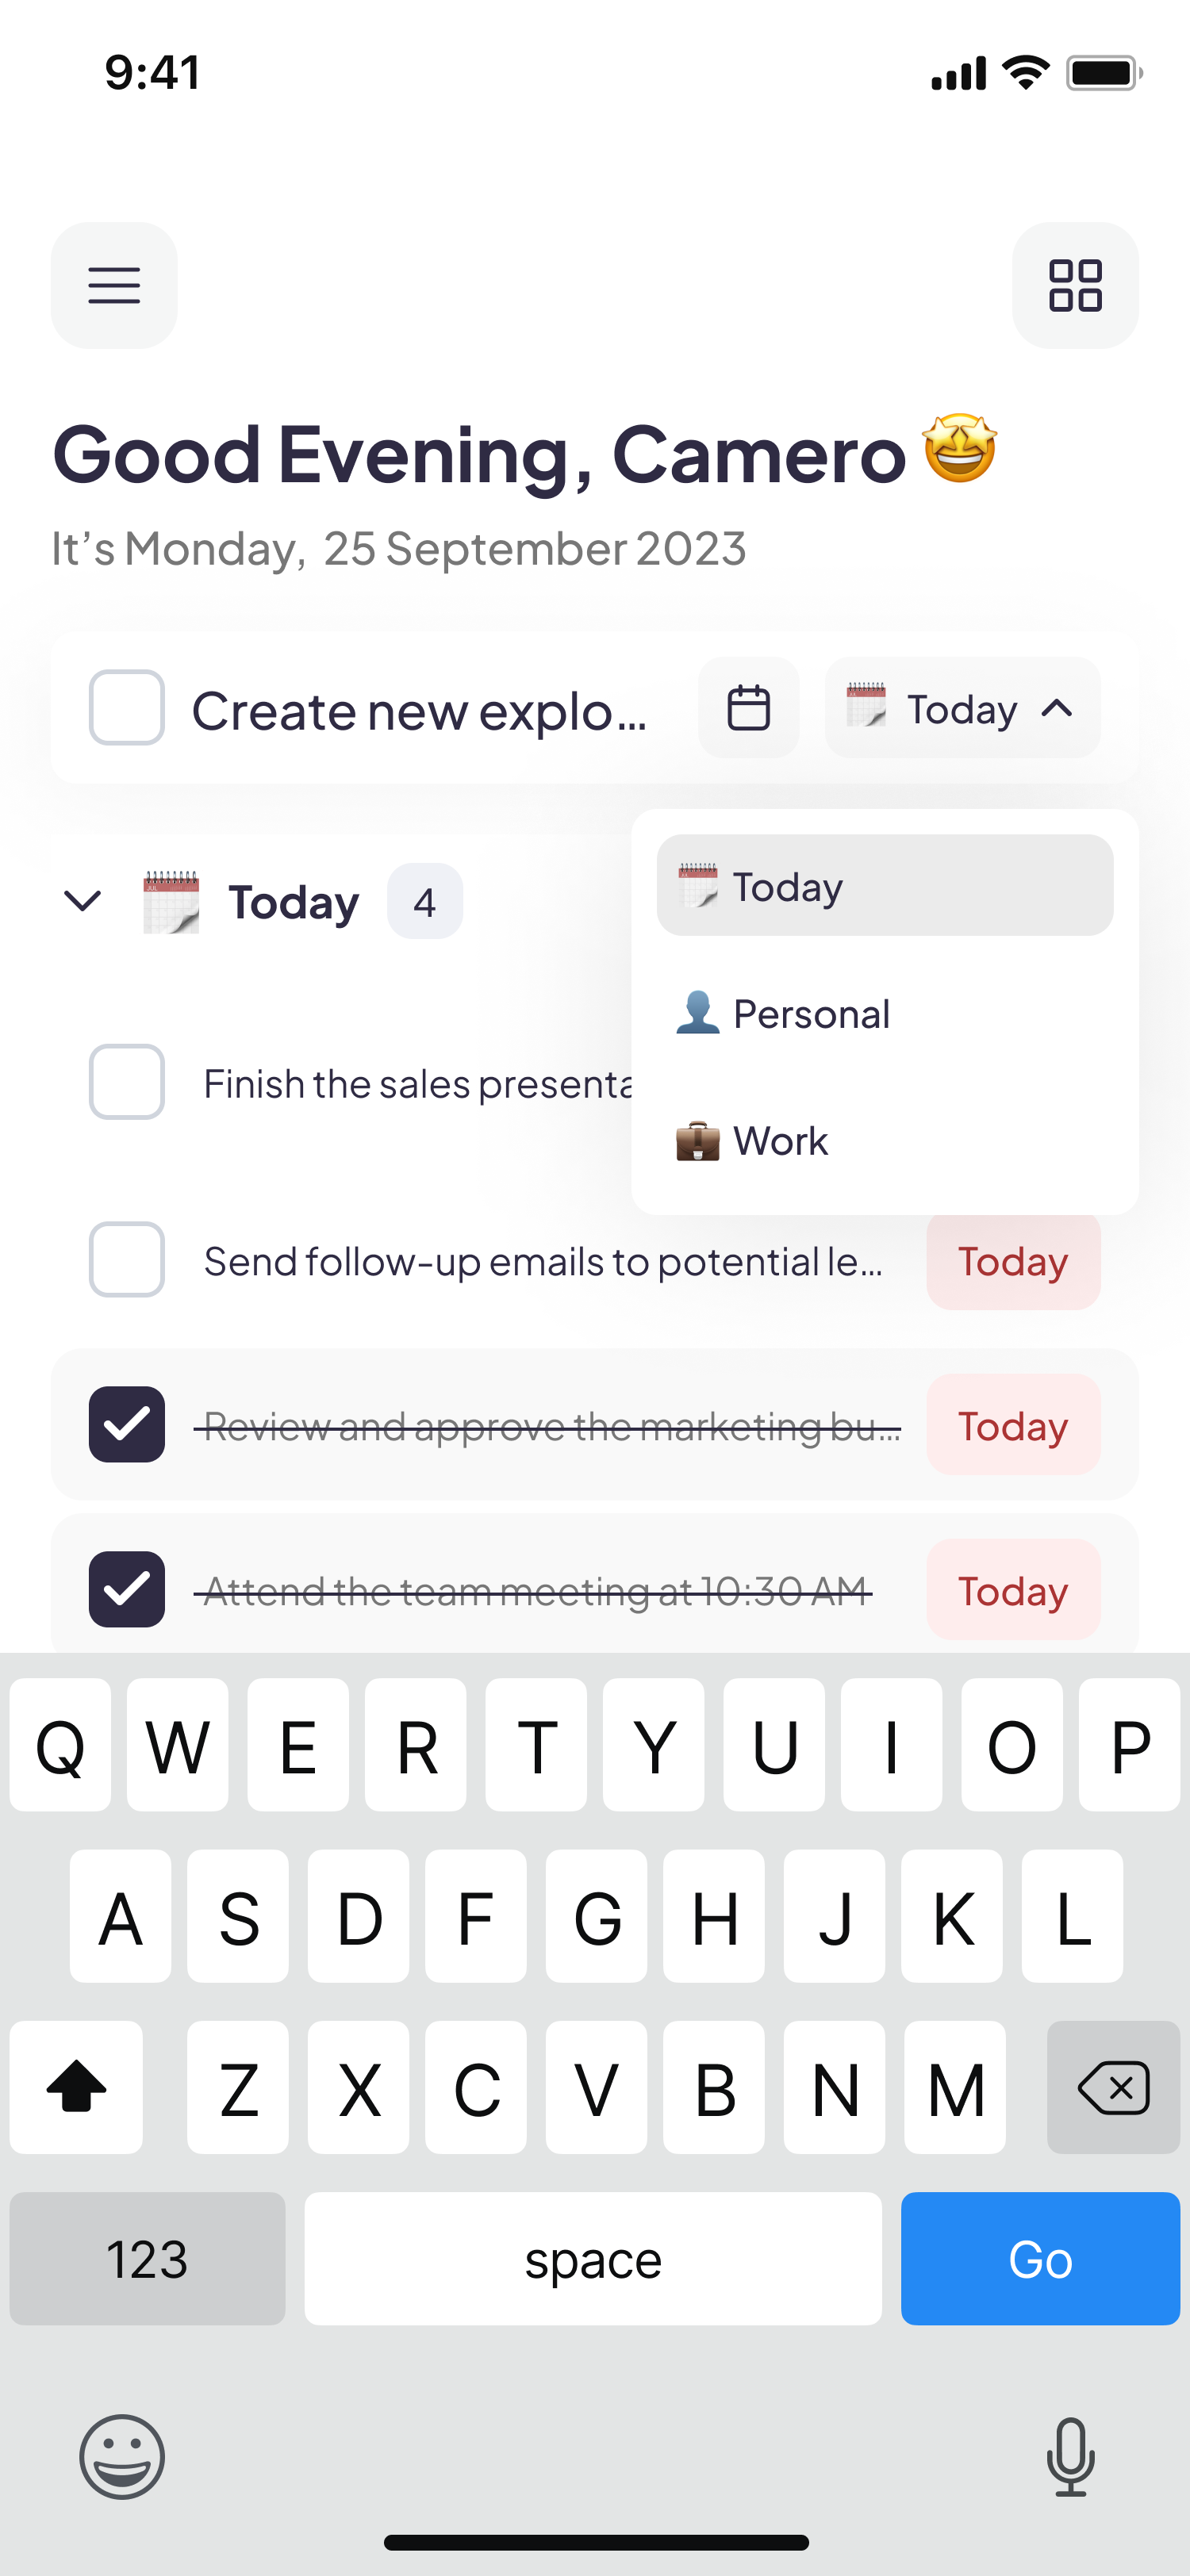 9:41
Good Evening, Camero
It’s Monday, 25 September 2023
Create new explo...
Today
Today
4
Today
Personal
Work
Finish the sales presenta
Send follow-up emails to potential le...
Today
Review and approve the marketing bu...
Today
Attend the team meeting at 10:30 AM
Today
Q W E R T Y U I O P
A S D F G H J K L
Z X C V B N M
123 space Go